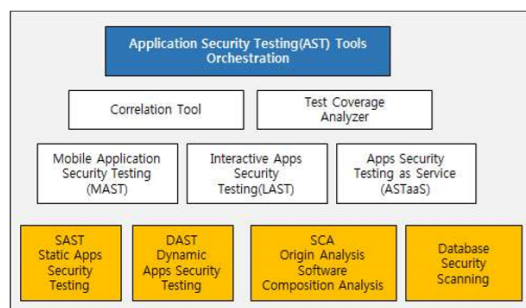 Application Security Testing(AST) Tools
Orchestration
Correlation Tool
Test Coverage
Analyzer
Mobile Application
Security Testing
(MAST)
Interactive Apps
Security
Testing(LAST)
Apps Security
Testing as Service
(ASTaaS)
SAST
Static Apps
Security
Testing
DAST
Dynamic
Apps Security
Testing
SCA
Origin Analysis
Software
Composition Analysis
Database
Security
Scanning